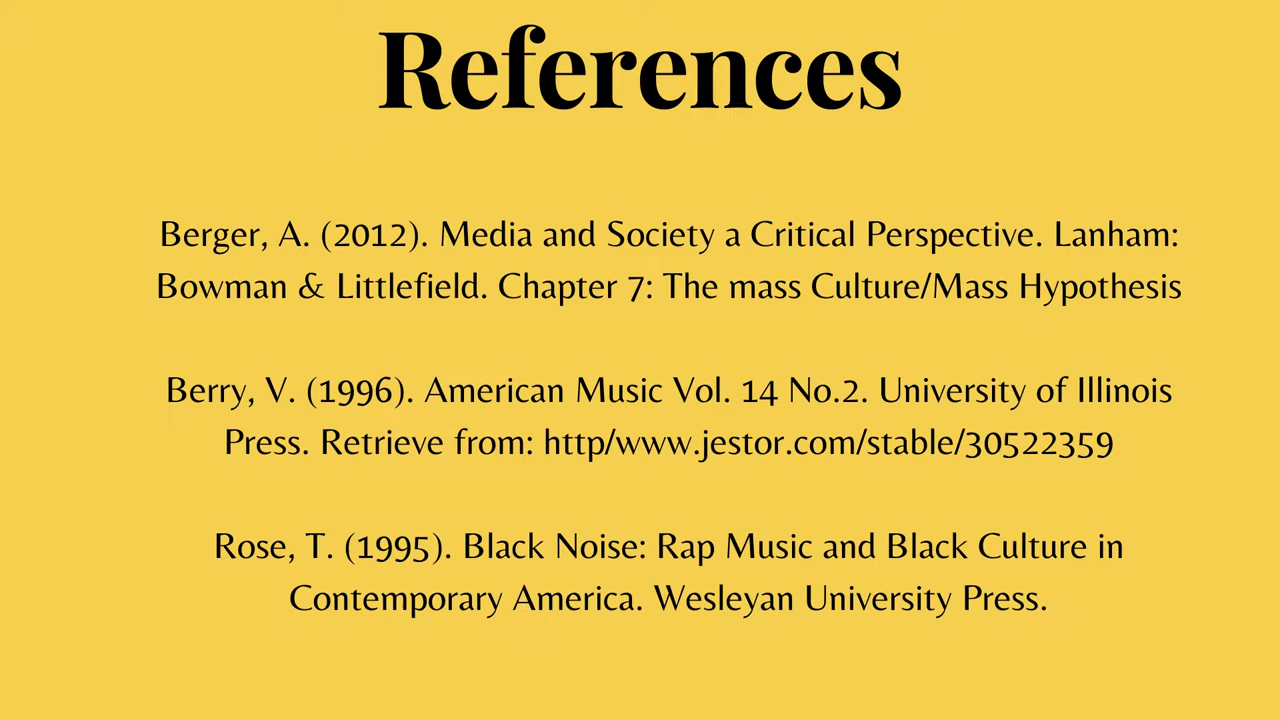 References
Berger, A. (2012). Media and Society a Critical Perspective. Lanham:
Bowman & Littlefield. Chapter 7: The mass Culture/Mass Hypothesis
Berry, V. (1996). American Music Vol. 14 No.2. University of Illinois
Press. Retrieve from: http/www.jestor.com/stable/30522359
Rose, T. (1995). Black Noise: Rap Music and Black Culture in
Contemporary America. Wesleyan University Press.